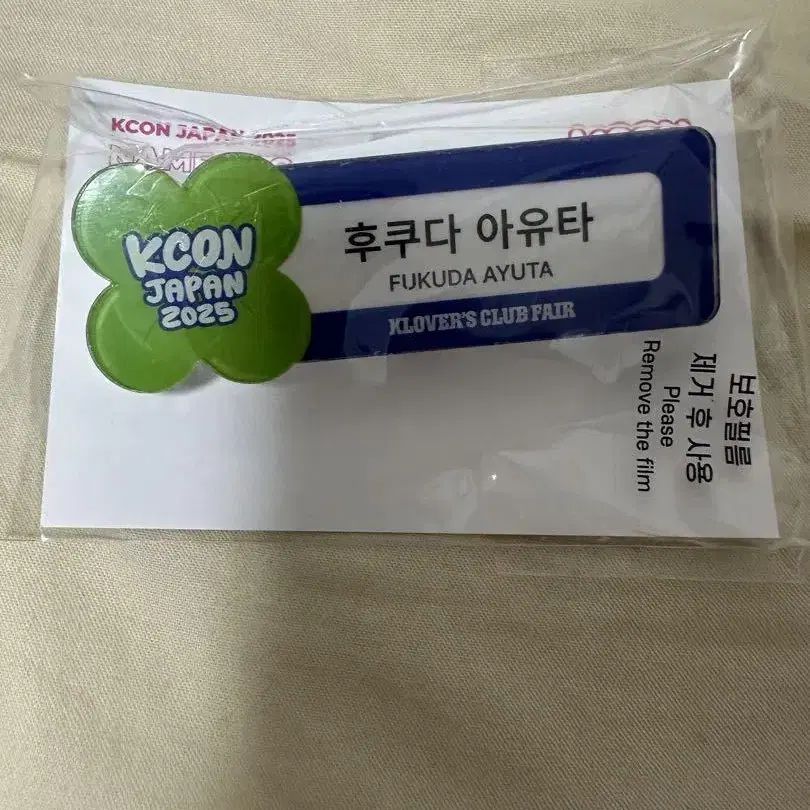 KCON JAPAN 2025
KCON
JAPAN
2025
후쿠다 아유타
FUKUDA AYUTA
KLOVER'S CLUB FAIR
보호필름
제거 후 사용
Please
Remove the film